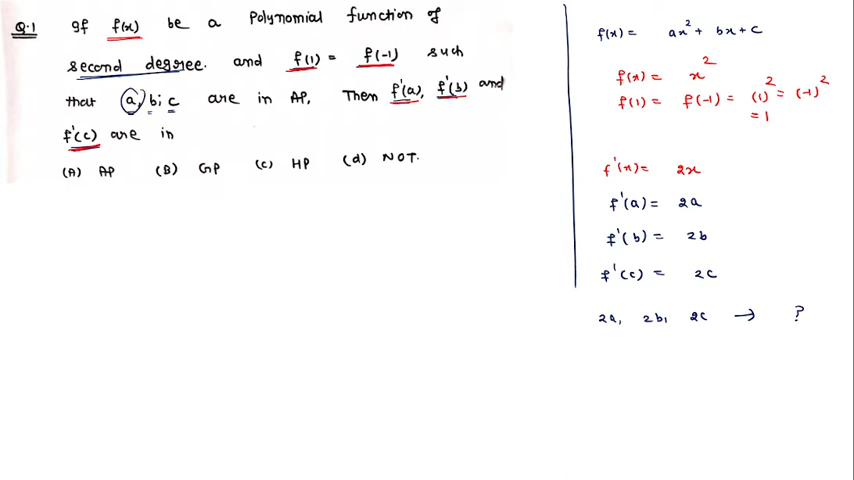 Q.1 If f(x) be a Polynomial function of
second degree. and f(1) = f(-1) such
that a, b, c are in AP, Then f'(a), f'(b) and
f'(c) are in
(A) AP (B) GP (C) HP (d) NOT.
f(x) = ax² + bx + c
f(x) = x²
f(1) = f(-1) = (1)² = (-1)²
= 1
f'(x) = 2x
f'(a) = 2a
f'(b) = 2b
f'(c) = 2c
2a, 2b, 2c → ?